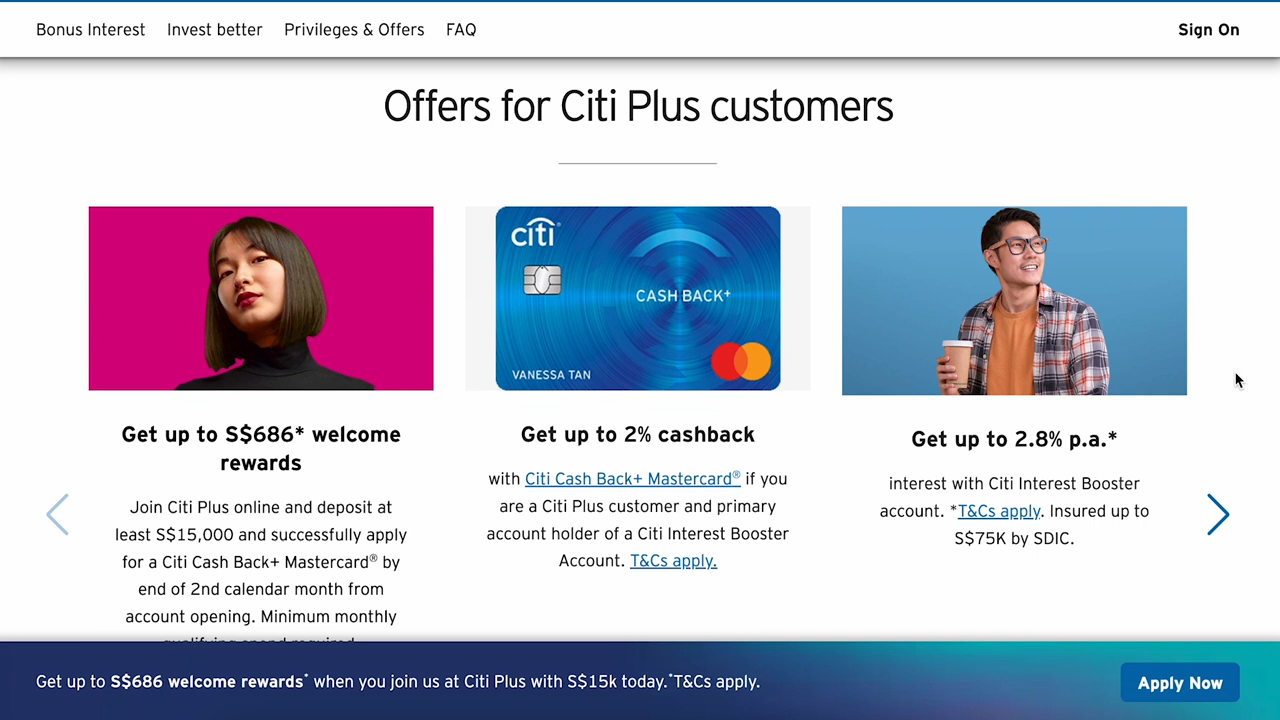 Bonus Interest Invest better Privileges & Offers FAQ Sign On
Offers for Citi Plus customers
citi®
CASH BACK+
VANESSA TAN
Get up to S$686* welcome
rewards
Join Citi Plus online and deposit at
least S$15,000 and successfully apply
for a Citi Cash Back+ Mastercard® by
end of 2nd calendar month from
account opening. Minimum monthly
qualifying spend required.
Get up to 2% cashback
with Citi Cash Back+ Mastercard® if you
are a Citi Plus customer and primary
account holder of a Citi Interest Booster
Account. T&Cs apply.
Get up to 2.8% p.a.*
interest with Citi Interest Booster
account. *T&Cs apply. Insured up to
S$75K by SDIC.
Get up to S$686 welcome rewards* when you join us at Citi Plus with S$15k today.*T&Cs apply.
Apply Now